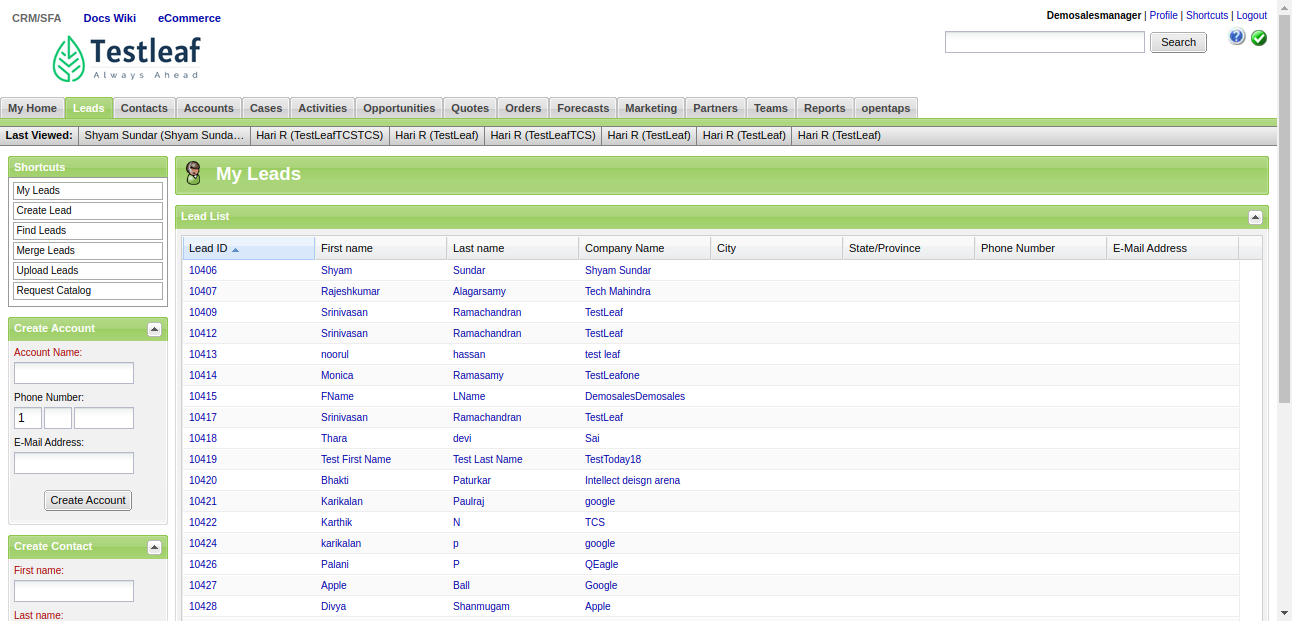 CRM/SFA Docs Wiki eCommerce
Demosalesmanager | Profile | Shortcuts | Logout
Testleaf
Always Ahead
Search
My Home Leads Contacts Accounts Cases Activities Opportunities Quotes Orders Forecasts Marketing Partners Teams Reports opentaps
Last Viewed: Shyam Sundar (Shyam Sunda... Hari R (TestLeafTCSTCS) Hari R (TestLeaf) Hari R (TestLeafTCS) Hari R (TestLeaf) Hari R (TestLeaf) Hari R (TestLeaf)
Shortcuts
My Leads
Create Lead
Find Leads
Merge Leads
Upload Leads
Request Catalog
Create Account
Account Name:
Phone Number:
1
E-Mail Address:
Create Account
Create Contact
First name:
Last name:
My Leads
Lead List
Lead ID First name Last name Company Name City State/Province Phone Number E-Mail Address
10406 Shyam Sundar Shyam Sundar
10407 Rajeshkumar Alagarsamy Tech Mahindra
10409 Srinivasan Ramachandran TestLeaf
10412 Srinivasan Ramachandran TestLeaf
10413 noorul hassan test leaf
10414 Monica Ramasamy TestLeafone
10415 FName LName DemosalesDemosales
10417 Srinivasan Ramachandran TestLeaf
10418 Thara devi Sai
10419 Test First Name Test Last Name TestToday18
10420 Bhakti Paturkar Intellect deisgn arena
10421 Karikalan Paulraj google
10422 Karthik N TCS
10424 karikalan p google
10426 Palani P QEagle
10427 Apple Ball Google
10428 Divya Shanmugam Apple